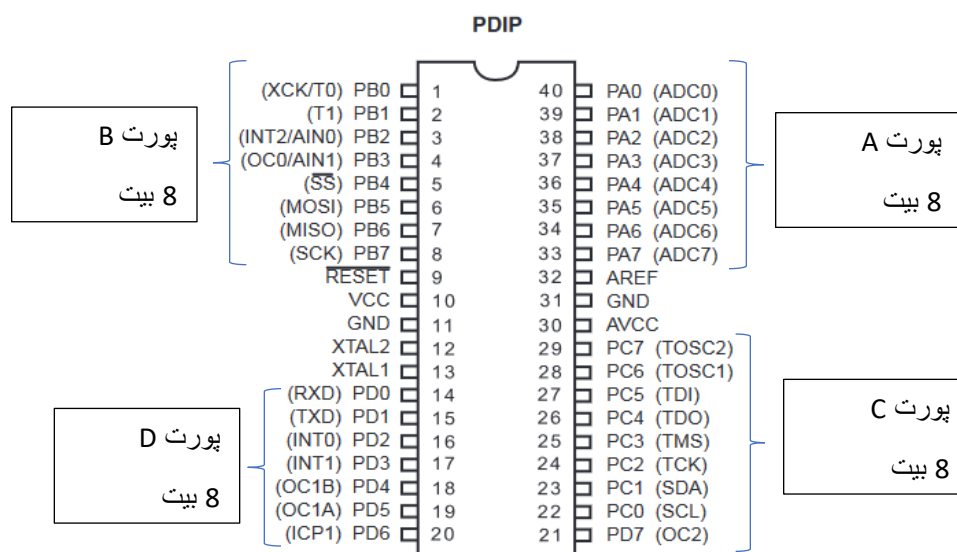 PDIP
(XCK/T0) PB0 1 40 PA0 (ADC0)
(T1) PB1 2 39 PA1 (ADC1)
(INT2/AIN0) PB2 3 38 PA2 (ADC2)
(OC0/AIN1) PB3 4 37 PA3 (ADC3)
(SS) PB4 5 36 PA4 (ADC4)
(MOSI) PB5 6 35 PA5 (ADC5)
(MISO) PB6 7 34 PA6 (ADC6)
(SCK) PB7 8 33 PA7 (ADC7)
RESET 9 32 AREF
VCC 10 31 GND
GND 11 30 AVCC
XTAL2 12 29 PC7 (TOSC2)
XTAL1 13 28 PC6 (TOSC1)
(RXD) PD0 14 27 PC5 (TDI)
(TXD) PD1 15 26 PC4 (TDO)
(INT0) PD2 16 25 PC3 (TMS)
(INT1) PD3 17 24 PC2 (TCK)
(OC1B) PD4 18 23 PC1 (SDA)
(OC1A) PD5 19 22 PC0 (SCL)
(ICP1) PD6 20 21 PD7 (OC2)
پورت B
8 بیت
پورت A
8 بیت
پورت D
8 بیت
پورت C
8 بیت